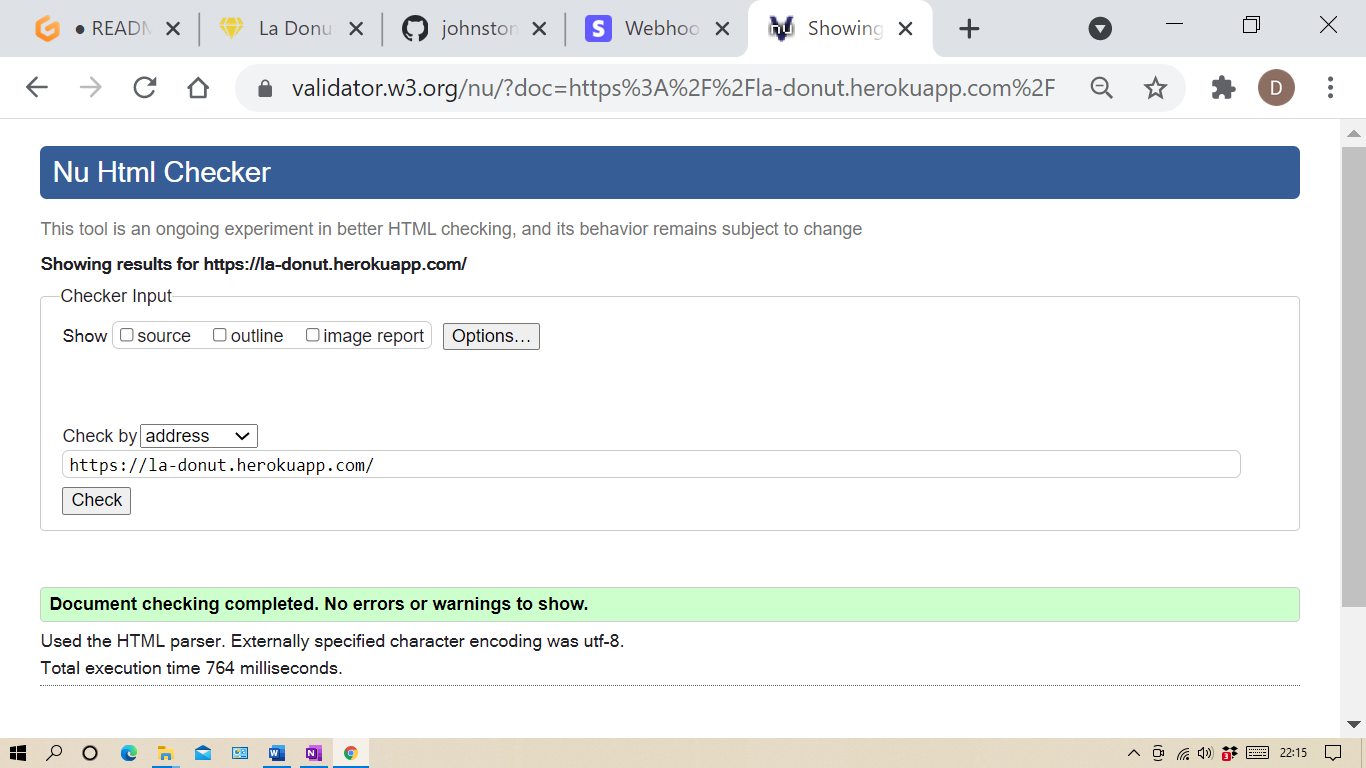 ● READM
La Donu
johnston
S Webhoo
Showing
validator.w3.org/nu/?doc=https%3A%2F%2Fla-donut.herokuapp.com%2F
D
Nu Html Checker
This tool is an ongoing experiment in better HTML checking, and its behavior remains subject to change
Showing results for https://la-donut.herokuapp.com/
Checker Input
Show source outline image report Options…
Check by address
https://la-donut.herokuapp.com/
Check
Document checking completed. No errors or warnings to show.
Used the HTML parser. Externally specified character encoding was utf-8.
Total execution time 764 milliseconds.
3 22:15